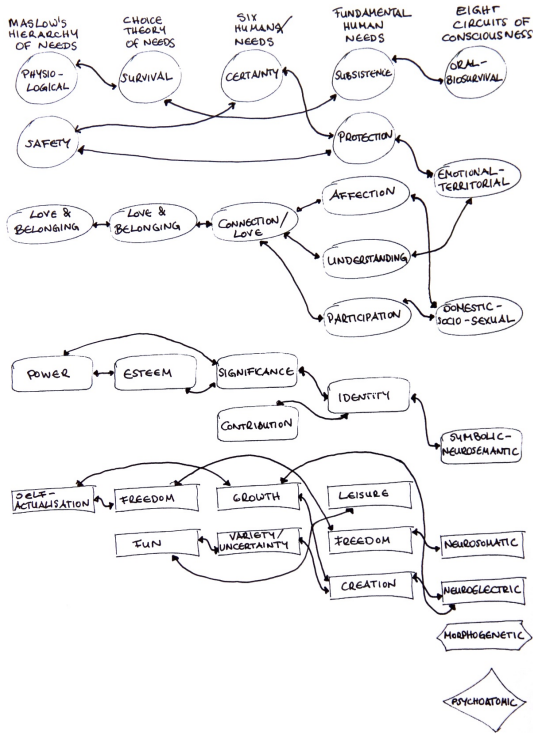 MASLOW'S
HIERARCHY
OF NEEDS
CHOICE
THEORY
OF NEEDS
SIX
HUMAN
NEEDS
FUNDAMENTAL
HUMAN
NEEDS
EIGHT
CIRCUITS OF
CONSCIOUSNESS
PHYSIO-
LOGICAL
SURVIVAL
CERTAINTY
SUBSISTENCE
ORAL-
BIOSURVIVAL
SAFETY
PROTECTION
EMOTIONAL-
TERRITORIAL
LOVE &
BELONGING
LOVE &
BELONGING
CONNECTION/
LOVE
AFFECTION
UNDERSTANDING
PARTICIPATION
DOMESTIC-
SOCIO-SEXUAL
POWER
ESTEEM
SIGNIFICANCE
IDENTITY
CONTRIBUTION
SYMBOLIC-
NEUROSEMANTIC
SELF-
ACTUALISATION
FREEDOM
GROWTH
LEISURE
FUN
VARIETY/
UNCERTAINTY
FREEDOM
NEUROSOMATIC
CREATION
NEUROELECTRIC
MORPHOGENETIC
PSYCHOATOMIC